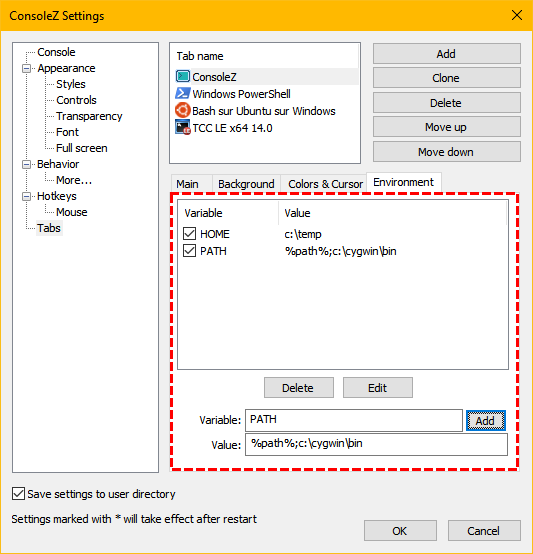 ConsoleZ Settings
Console
Appearance
Styles
Controls
Transparency
Font
Full screen
Behavior
More...
Hotkeys
Mouse
Tabs
Tab name
ConsoleZ
Windows PowerShell
Bash sur Ubuntu sur Windows
TCC LE x64 14.0
Add
Clone
Delete
Move up
Move down
Main Background Colors & Cursor Environment
Variable Value
HOME c:\temp
PATH %path%;c:\cygwin\bin
Delete Edit
Variable: PATH Add
Value: %path%;c:\cygwin\bin
Save settings to user directory
Settings marked with * will take effect after restart
OK Cancel